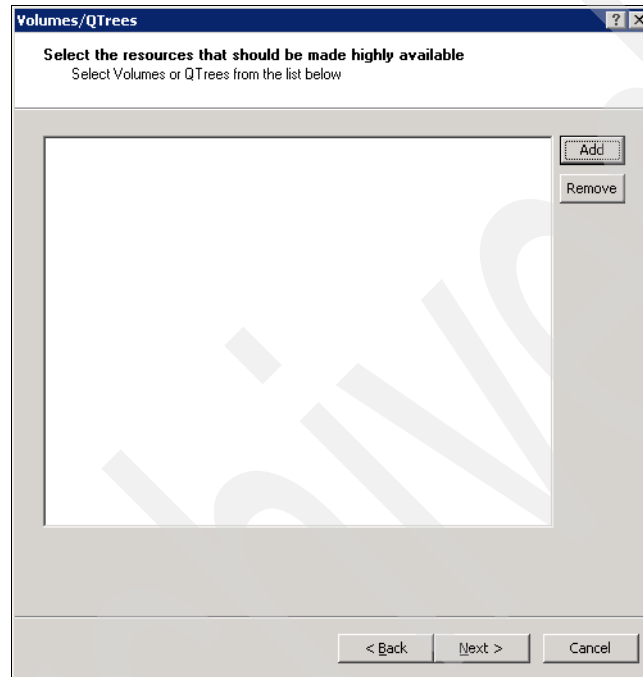 Volumes/QTrees
Select the resources that should be made highly available
Select Volumes or QTrees from the list below
Add
Remove
< Back
Next >
Cancel